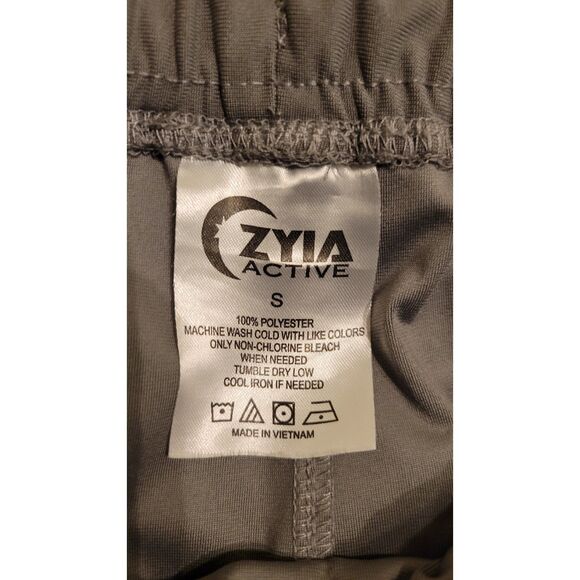 ZYIA
ACTIVE
S
100% POLYESTER
MACHINE WASH COLD WITH LIKE COLORS
ONLY NON-CHLORINE BLEACH
WHEN NEEDED
TUMBLE DRY LOW
COOL IRON IF NEEDED
MADE IN VIETNAM